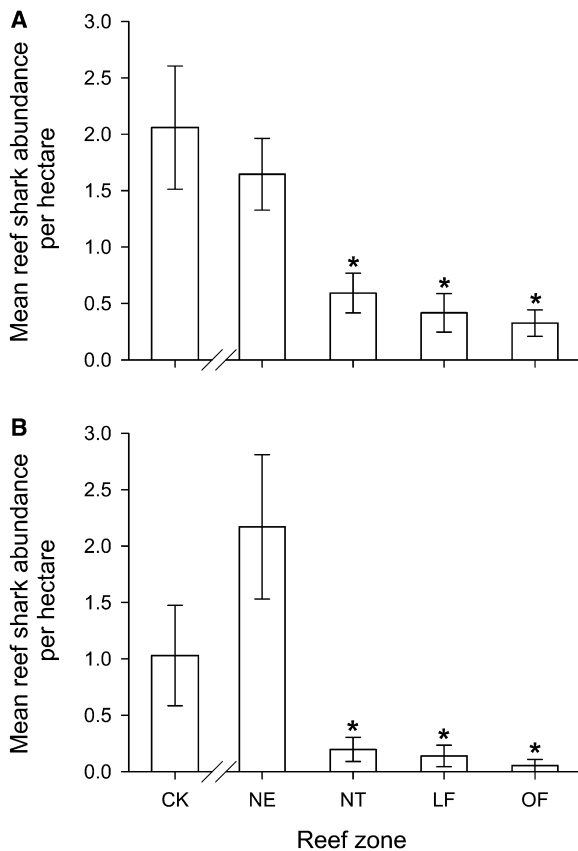 A
Mean reef shark abundance
per hectare
3.0
2.5
2.0
1.5
1.0
0.5
0.0
*
*
*
B
Mean reef shark abundance
per hectare
3.0
2.5
2.0
1.5
1.0
0.5
0.0
*
*
*
CK NE NT LF OF
Reef zone